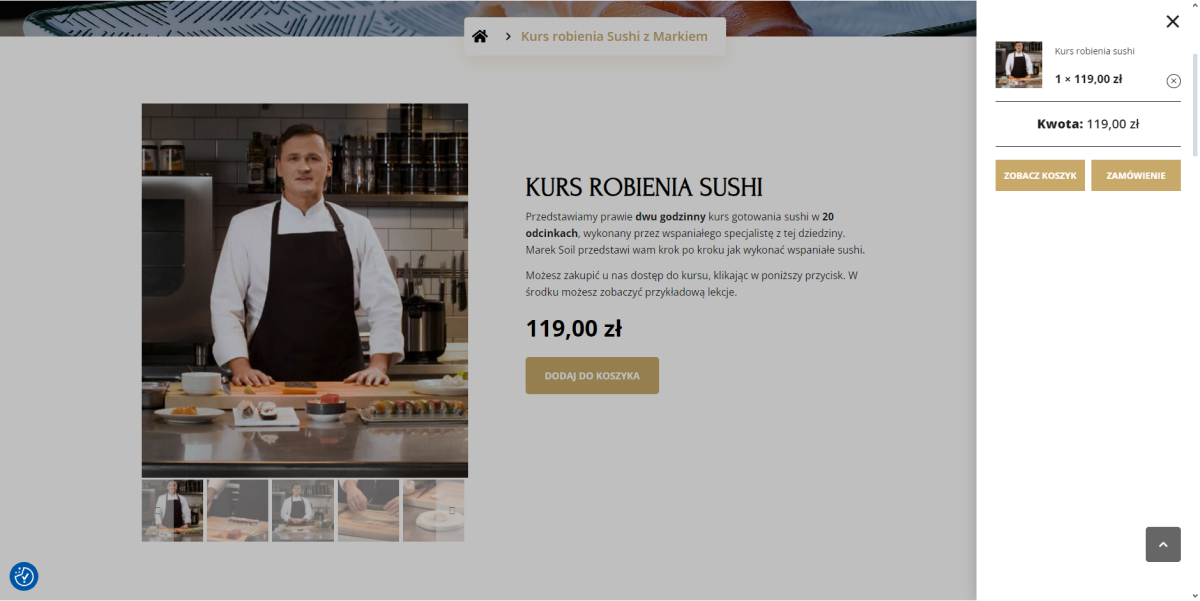 Kurs robienia Sushi z Markiem
KURS ROBIENIA SUSHI
Przedstawiamy prawie dwu godzinny kurs gotowania sushi w 20
odcinkach, wykonany przez wspaniałego specjalistę z tej dziedziny.
Marek Soil przedstawi wam krok po kroku jak wykonać wspaniałe sushi.
Możesz zakupić u nas dostęp do kursu, klikając w poniższy przycisk. W
środku możesz zobaczyć przykładową lekcje.
119,00 zł
DODAJ DO KOSZYKA
Kurs robienia sushi
1 × 119,00 zł
Kwota: 119,00 zł
ZOBACZ KOSZYK
ZAMÓWIENIE